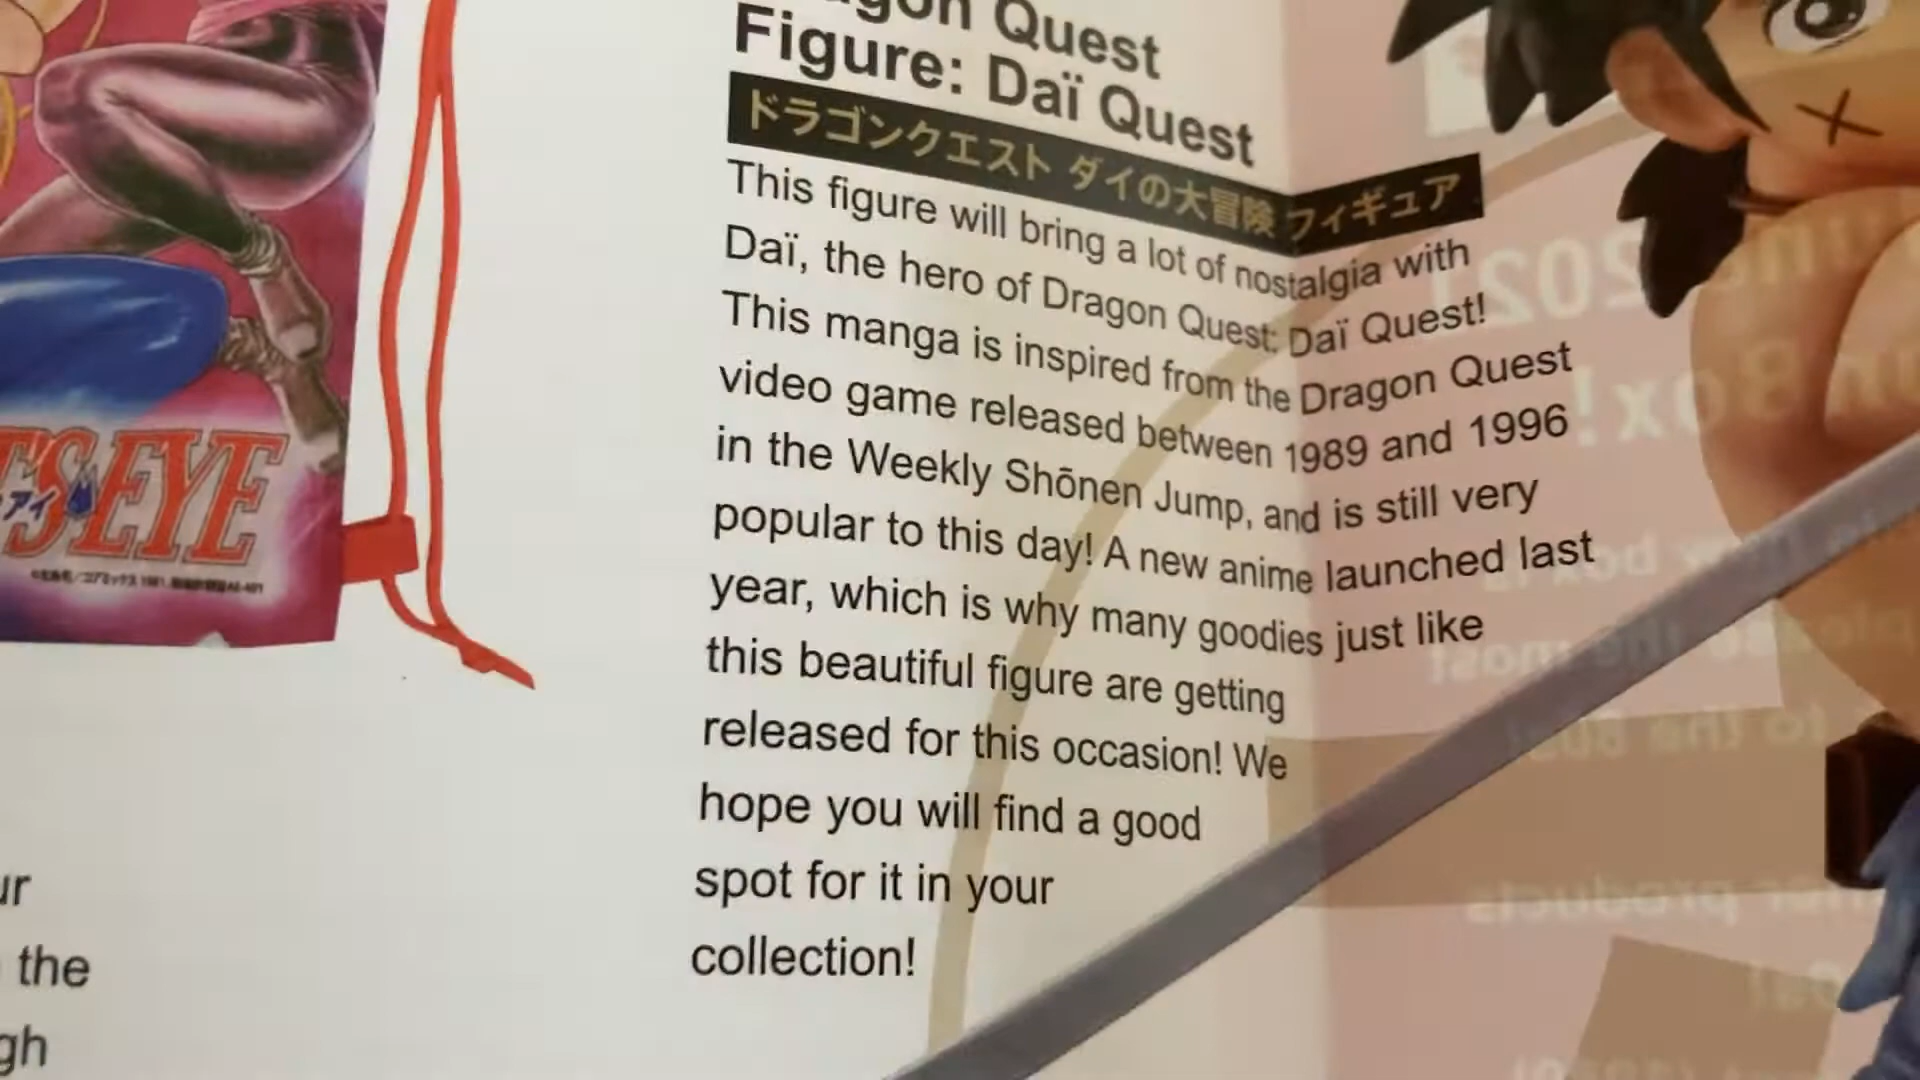 Quest
Figure: Daï Quest
ドラゴンクエスト ダイの大冒険 フィギュア
This figure will bring a lot of nostalgia with
Daï, the hero of Dragon Quest: Daï Quest!
This manga is inspired from the Dragon Quest
video game released between 1989 and 1996
in the Weekly Shōnen Jump, and is still very
popular to this day! A new anime launched last
year, which is why many goodies just like
this beautiful figure are getting
released for this occasion! We
hope you will find a good
spot for it in your
collection!
EYE
the